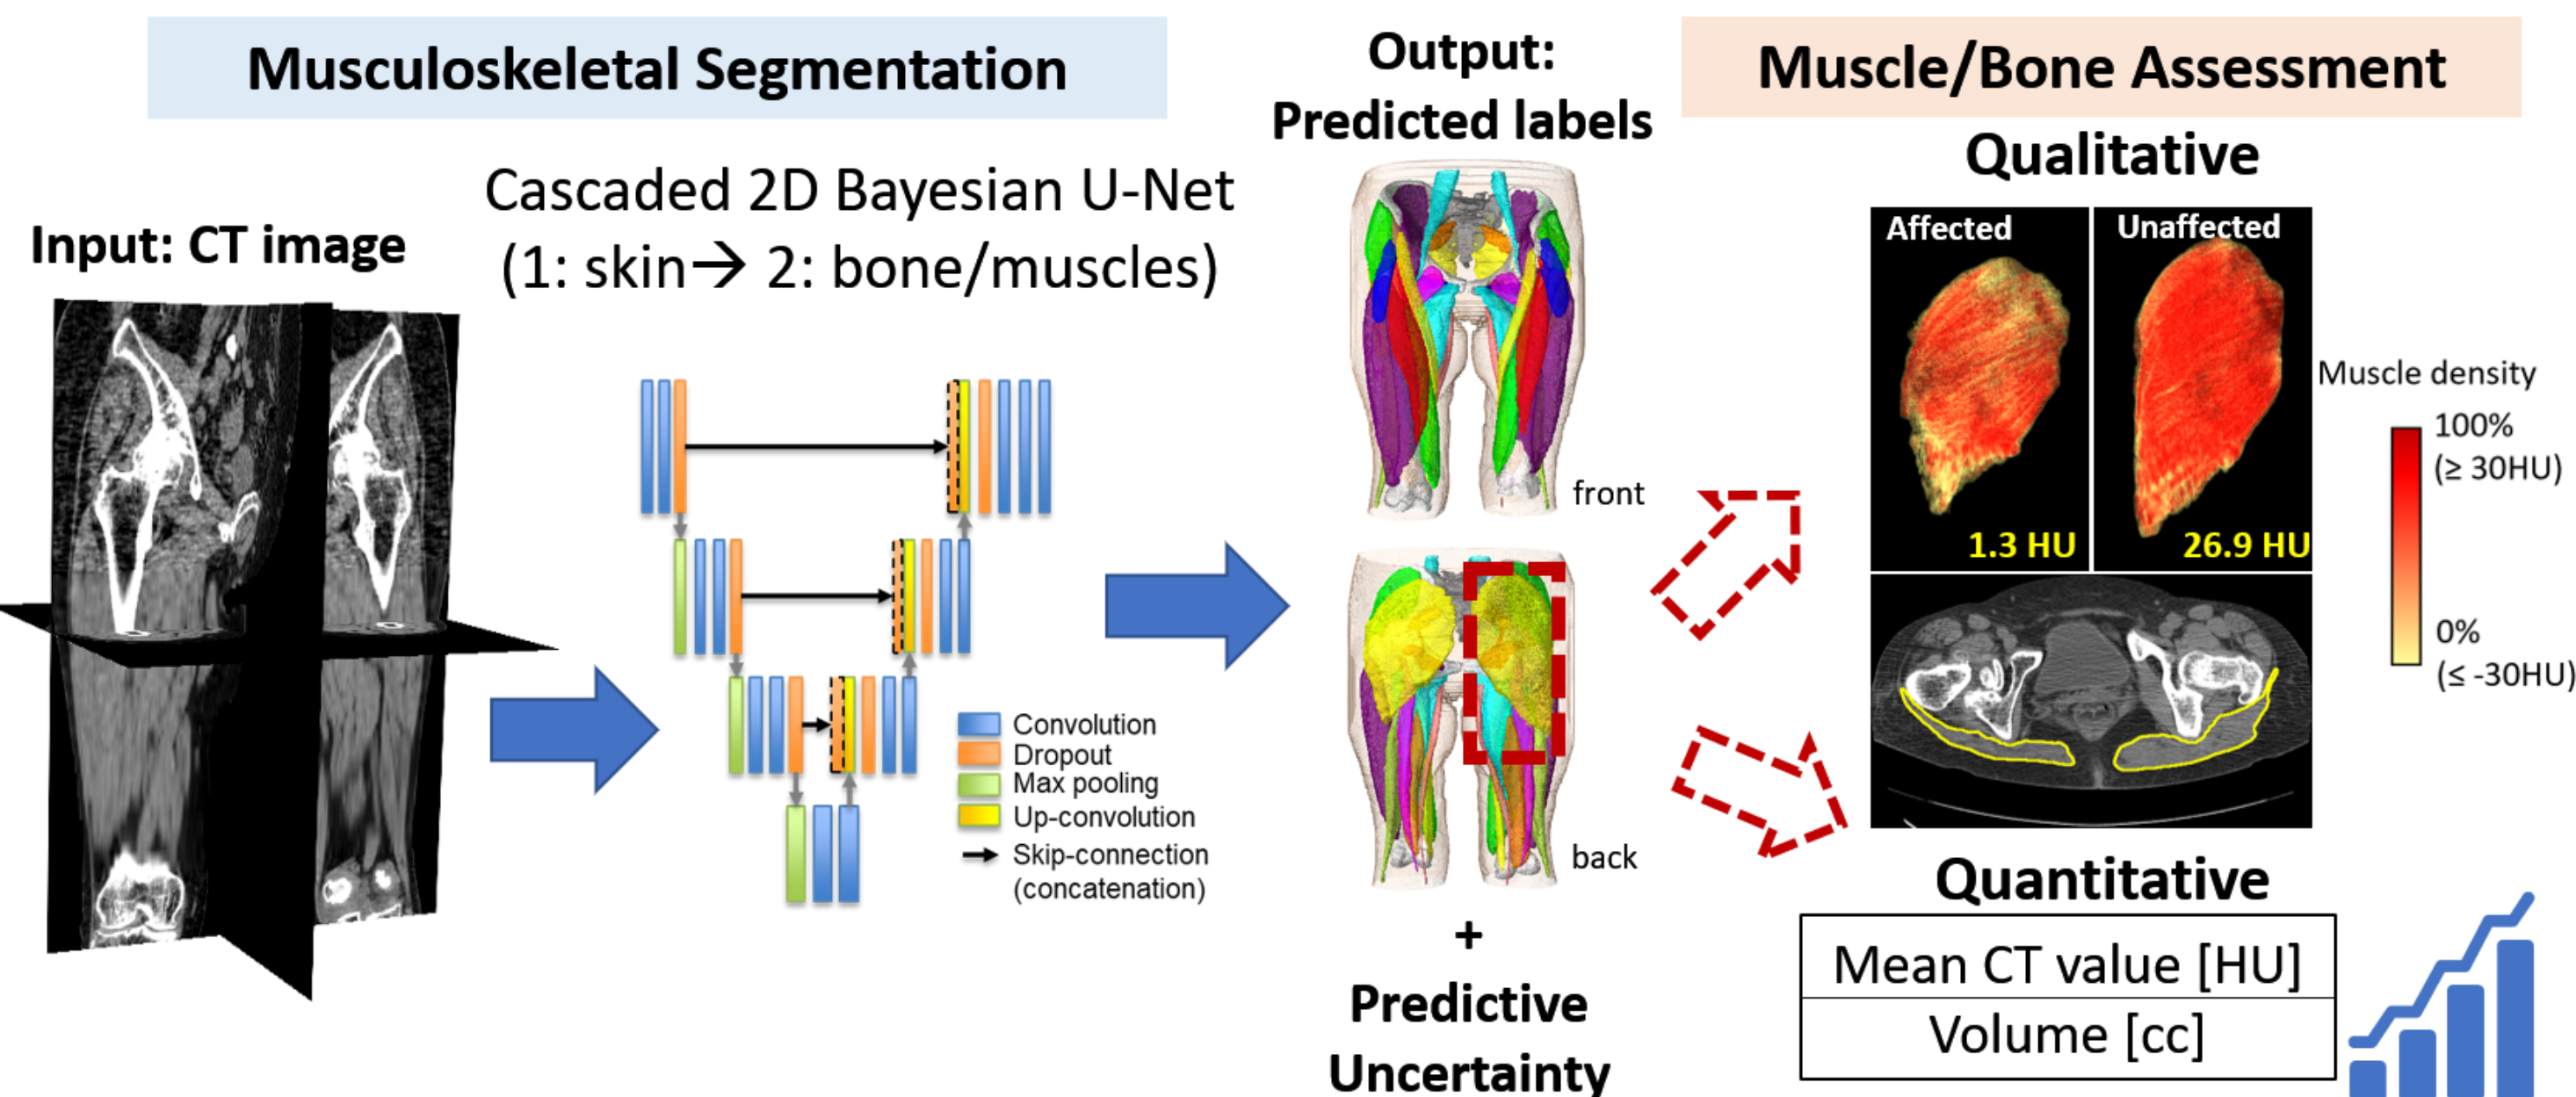 Musculoskeletal Segmentation
Input: CT image
Cascaded 2D Bayesian U-Net
(1: skin→ 2: bone/muscles)
Convolution
Dropout
Max pooling
Up-convolution
Skip-connection
(concatenation)
Output:
Predicted labels
front
back
+
Predictive
Uncertainty
Muscle/Bone Assessment
Qualitative
Affected
Unaffected
1.3 HU
26.9 HU
Muscle density
100%
(≥ 30HU)
0%
(≤ -30HU)
Quantitative
Mean CT value [HU]
Volume [cc]